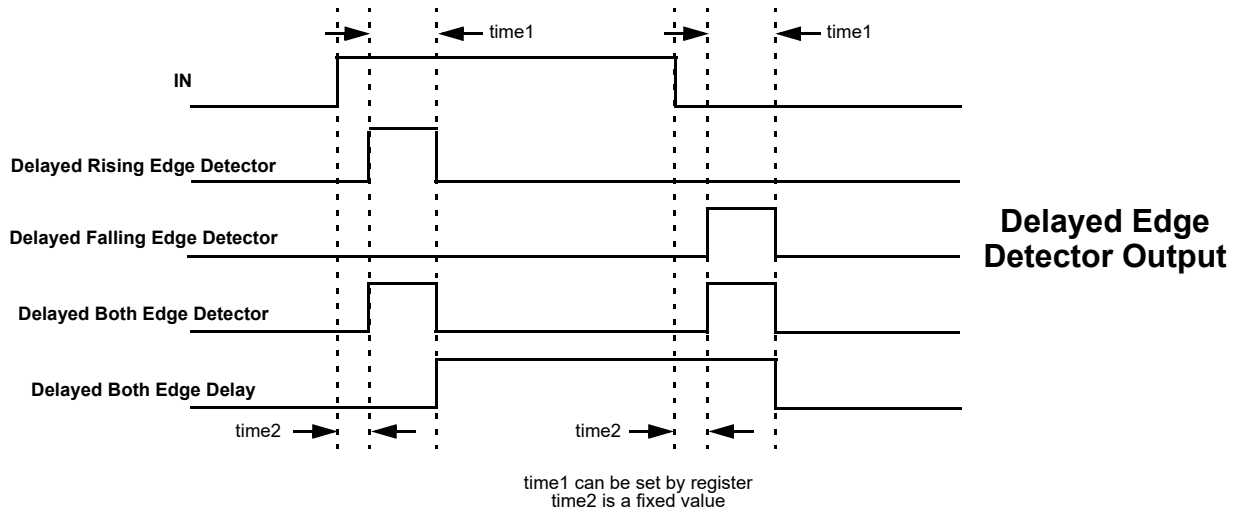 time1
time1
IN
Delayed Rising Edge Detector
Delayed Falling Edge Detector
Delayed Edge
Detector Output
Delayed Both Edge Detector
Delayed Both Edge Delay
time2
time2
time1 can be set by register
time2 is a fixed value